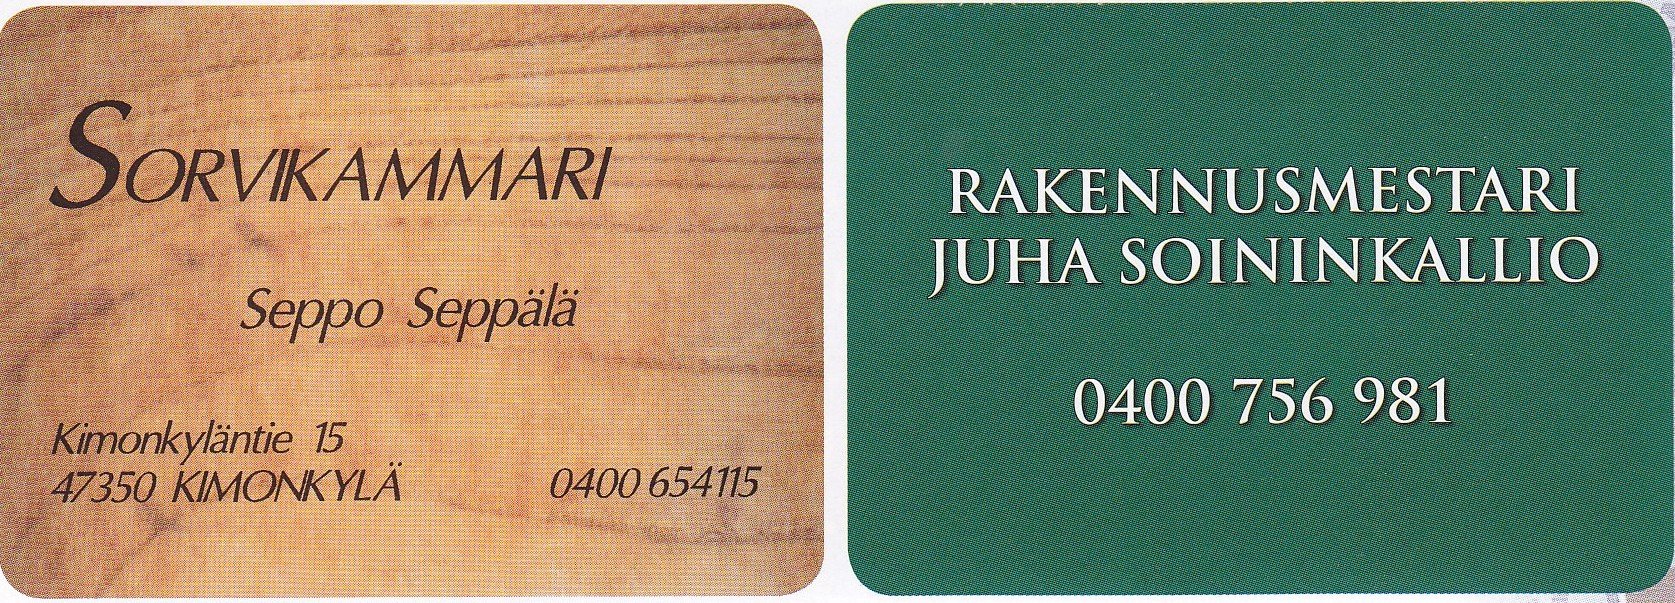 SORVIKAMMARI
Seppo Seppälä
Kimonkyläntie 15
47350 KIMONKYLÄ 0400 654115
RAKENNUSMESTARI
JUHA SOININKALLIO
0400 756 981